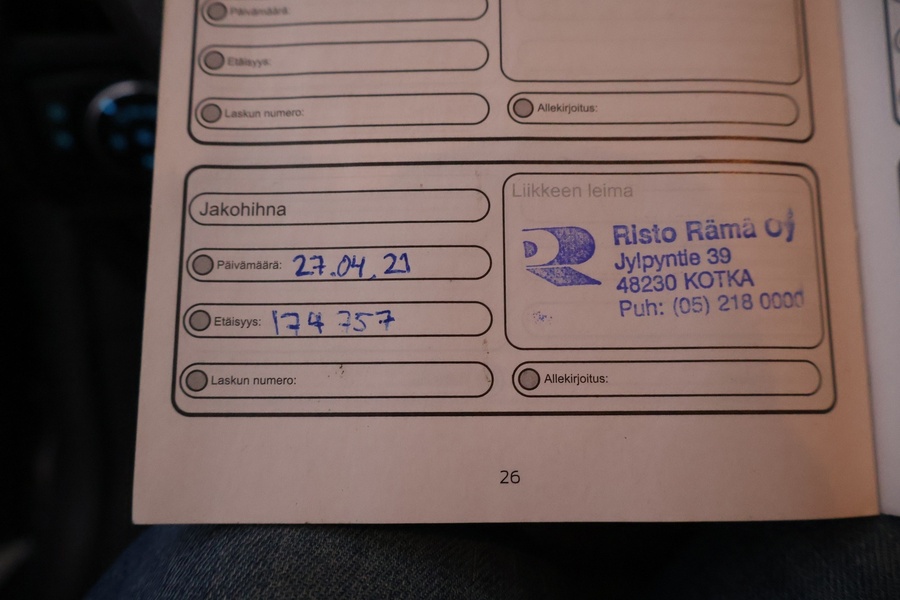 Päivämäärä:
Etäisyys:
Laskun numero:
Allekirjoitus:
Jakohihna
Päivämäärä: 27.04.21
Etäisyys: 174 757
Laskun numero:
Liikkeen leima
Risto Rämä Oy
Jylpyntie 39
48230 KOTKA
Puh: (05) 218 0000
Allekirjoitus:
26